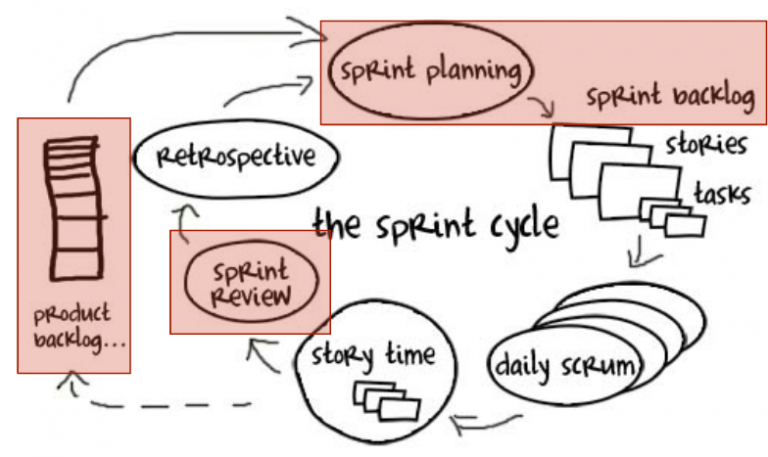 sprint planning
sprint backlog
stories
tasks
retrospective
the sprint cycle
sprint
review
product
backlog...
story time
daily scrum